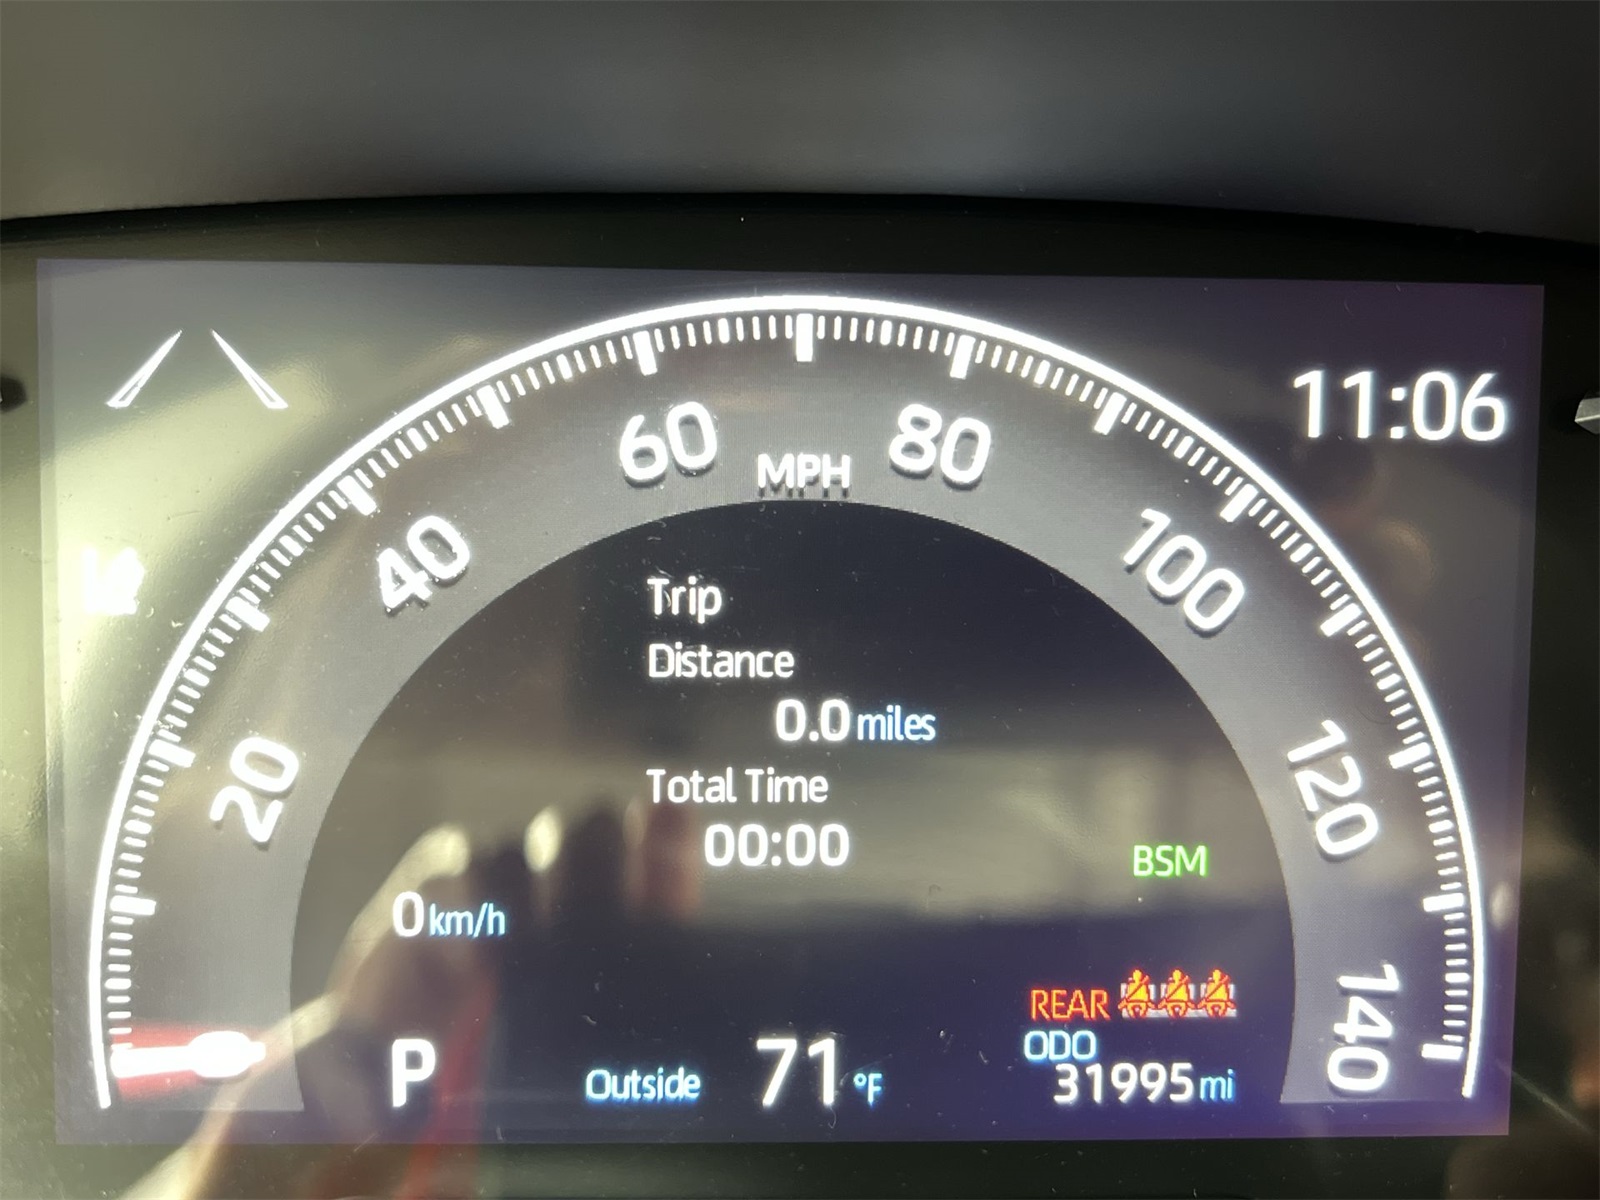 11:06
60
MPH
80
40
100
Trip
Distance
0.0 miles
20
120
Total Time
00:00
BSM
0 km/h
REAR
140
P
Outside
71 °F
ODO
31995 mi